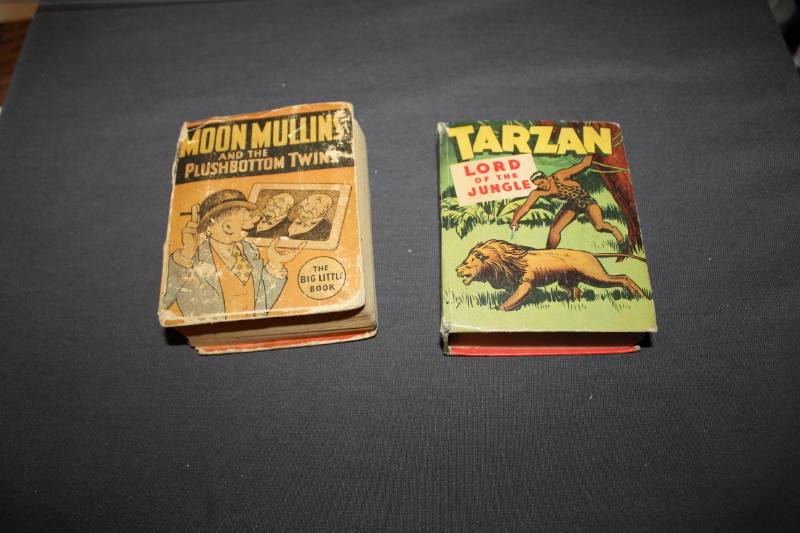 MOON MULLINS
AND THE
PLUSHBOTTOM TWINS
THE
BIG LITTLE
BOOK
TARZAN
LORD
OF THE
JUNGLE